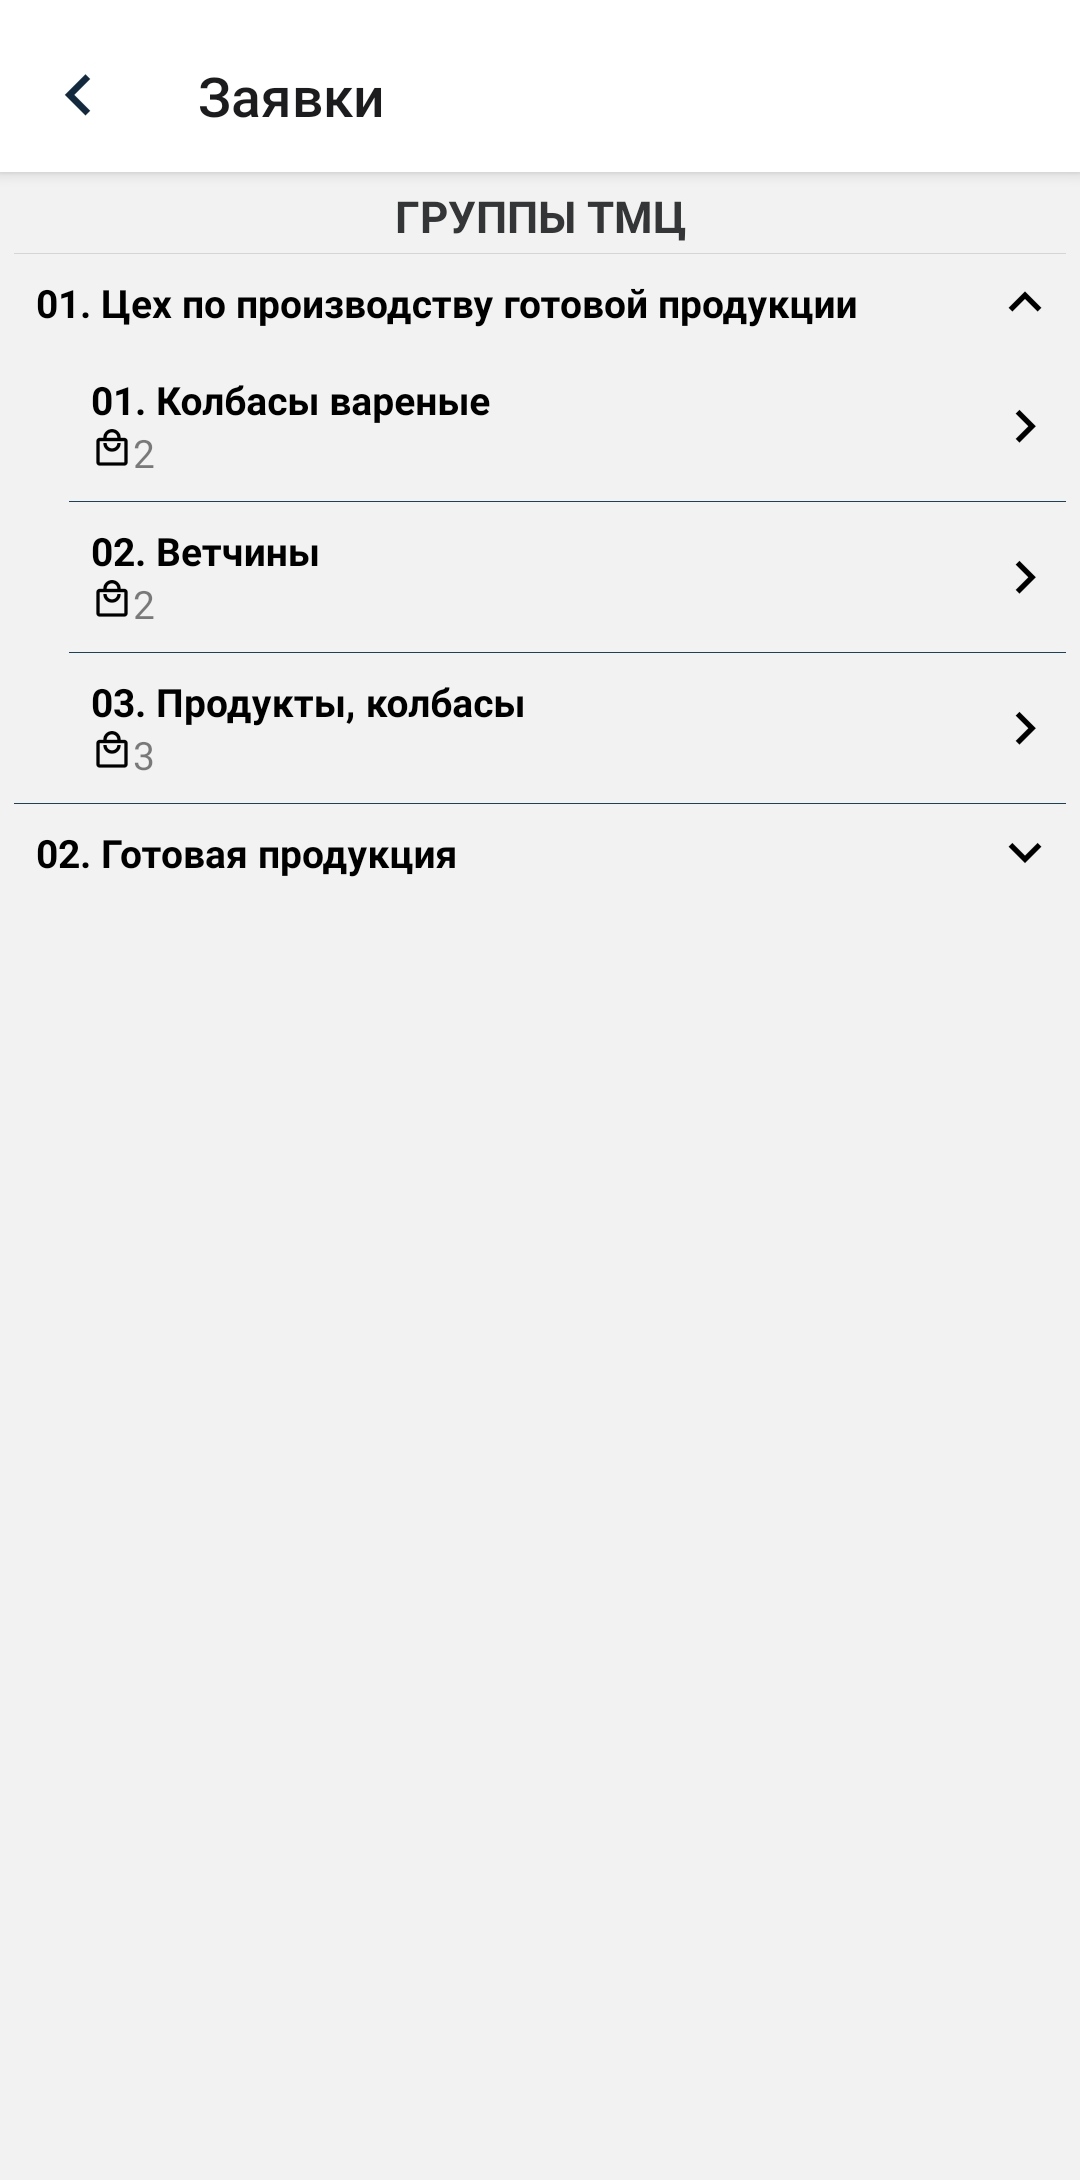 Заявки
ГРУППЫ ТМЦ
01. Цех по производству готовой продукции
01. Колбасы вареные
2
02. Ветчины
2
03. Продукты, колбасы
3
02. Готовая продукция